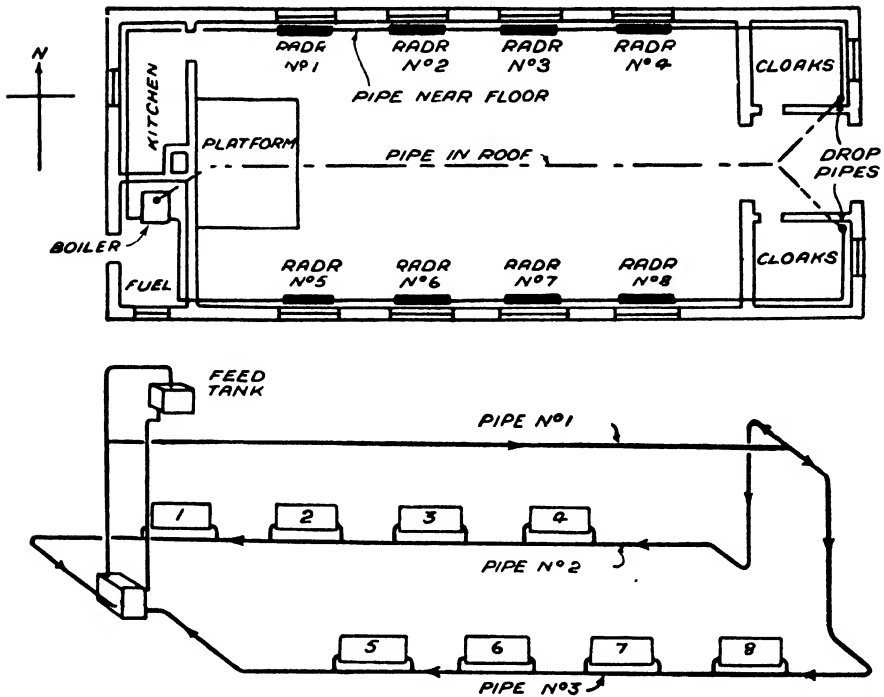 N
RADR
Nº1
RADR
Nº2
RADR
Nº3
RADR
Nº4
CLOAKS
KITCHEN
PIPE NEAR FLOOR
PLATFORM
PIPE IN ROOF
DROP
PIPES
BOILER
FUEL
RADR
Nº5
RADR
Nº6
RADR
Nº7
RADR
Nº8
CLOAKS
FEED
TANK
PIPE Nº1
1
2
3
4
PIPE Nº2
5
6
7
8
PIPE Nº3